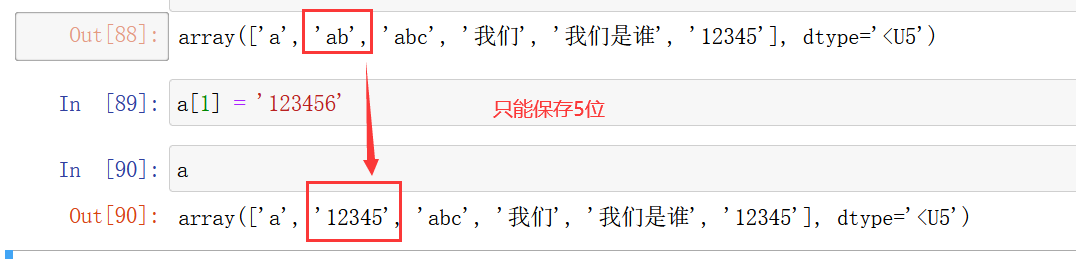 Out[88]: array(['a', 'ab', 'abc', '我们', '我们是谁', '12345'], dtype='<U5')
In [89]: a[1] = '123456'
只能保存5位
In [90]: a
Out[90]: array(['a', '12345', 'abc', '我们', '我们是谁', '12345'], dtype='<U5')